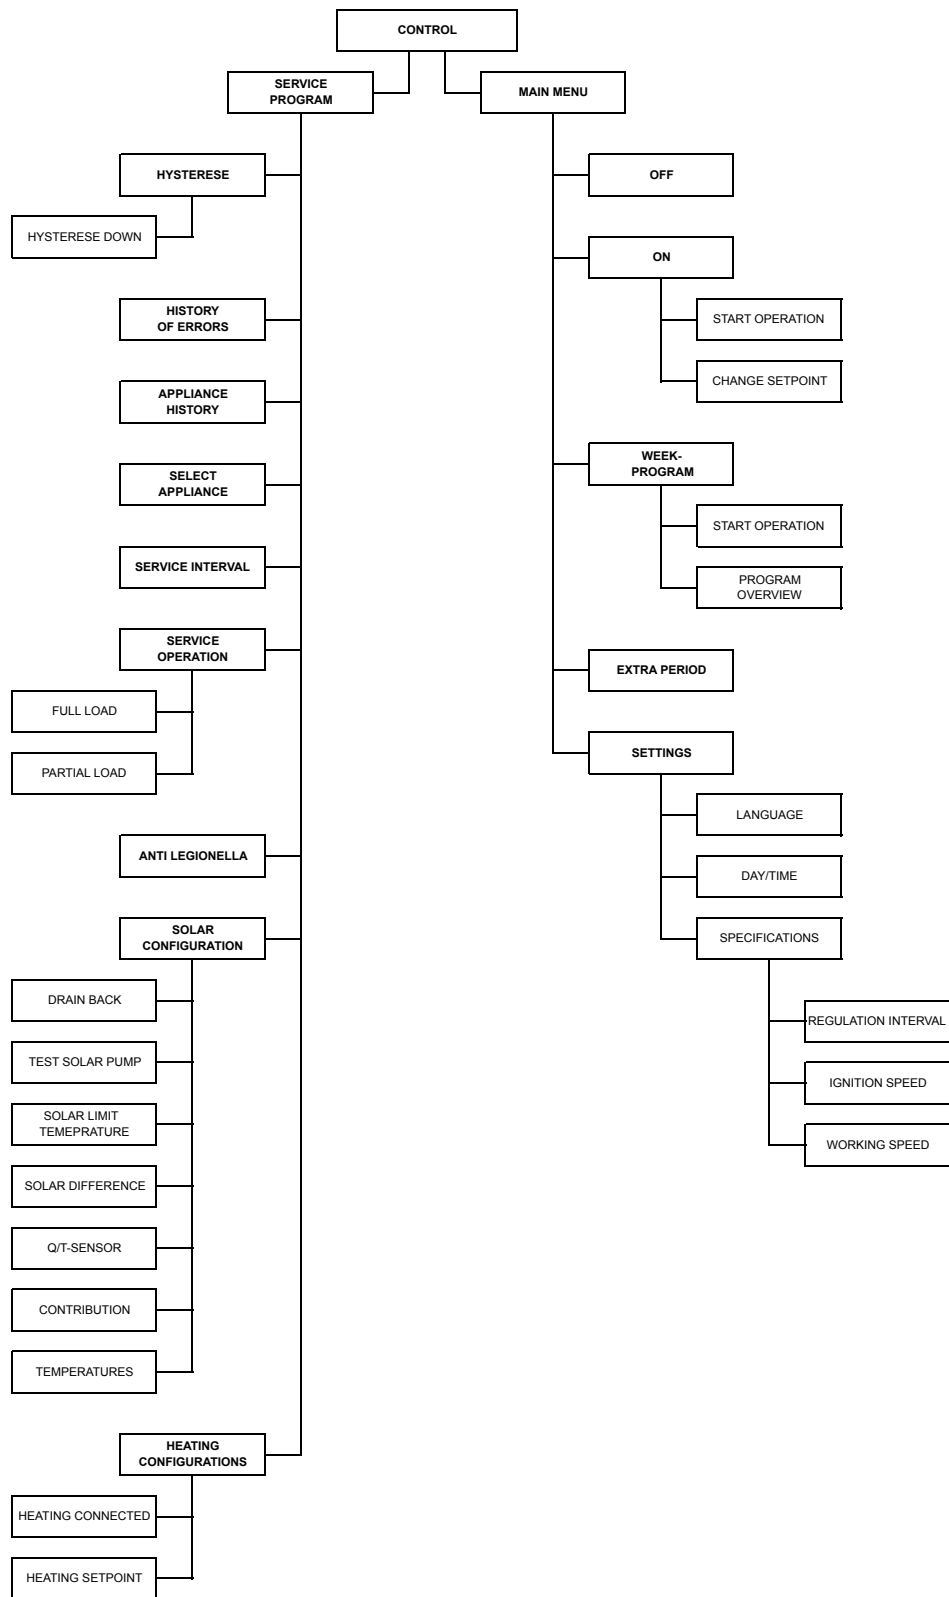 CONTROL
SERVICE
PROGRAM
MAIN MENU
HYSTERESE
HYSTERESE DOWN
HISTORY
OF ERRORS
APPLIANCE
HISTORY
SELECT
APPLIANCE
SERVICE INTERVAL
SERVICE
OPERATION
FULL LOAD
PARTIAL LOAD
ANTI LEGIONELLA
SOLAR
CONFIGURATION
DRAIN BACK
TEST SOLAR PUMP
SOLAR LIMIT
TEMEPRATURE
SOLAR DIFFERENCE
Q/T-SENSOR
CONTRIBUTION
TEMPERATURES
HEATING
CONFIGURATIONS
HEATING CONNECTED
HEATING SETPOINT
OFF
ON
START OPERATION
CHANGE SETPOINT
WEEK-
PROGRAM
START OPERATION
PROGRAM
OVERVIEW
EXTRA PERIOD
SETTINGS
LANGUAGE
DAY/TIME
SPECIFICATIONS
REGULATION INTERVAL
IGNITION SPEED
WORKING SPEED